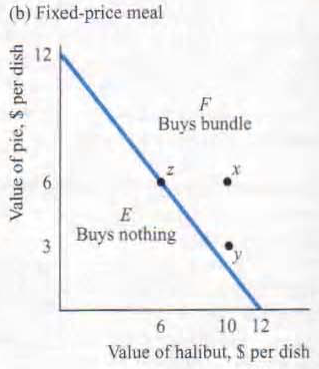 (b) Fixed-price meal
Value of pie, $ per dish
12
F
Buys bundle
z
x
6
E
Buys nothing
3
y
6
10
12
Value of halibut, $ per dish